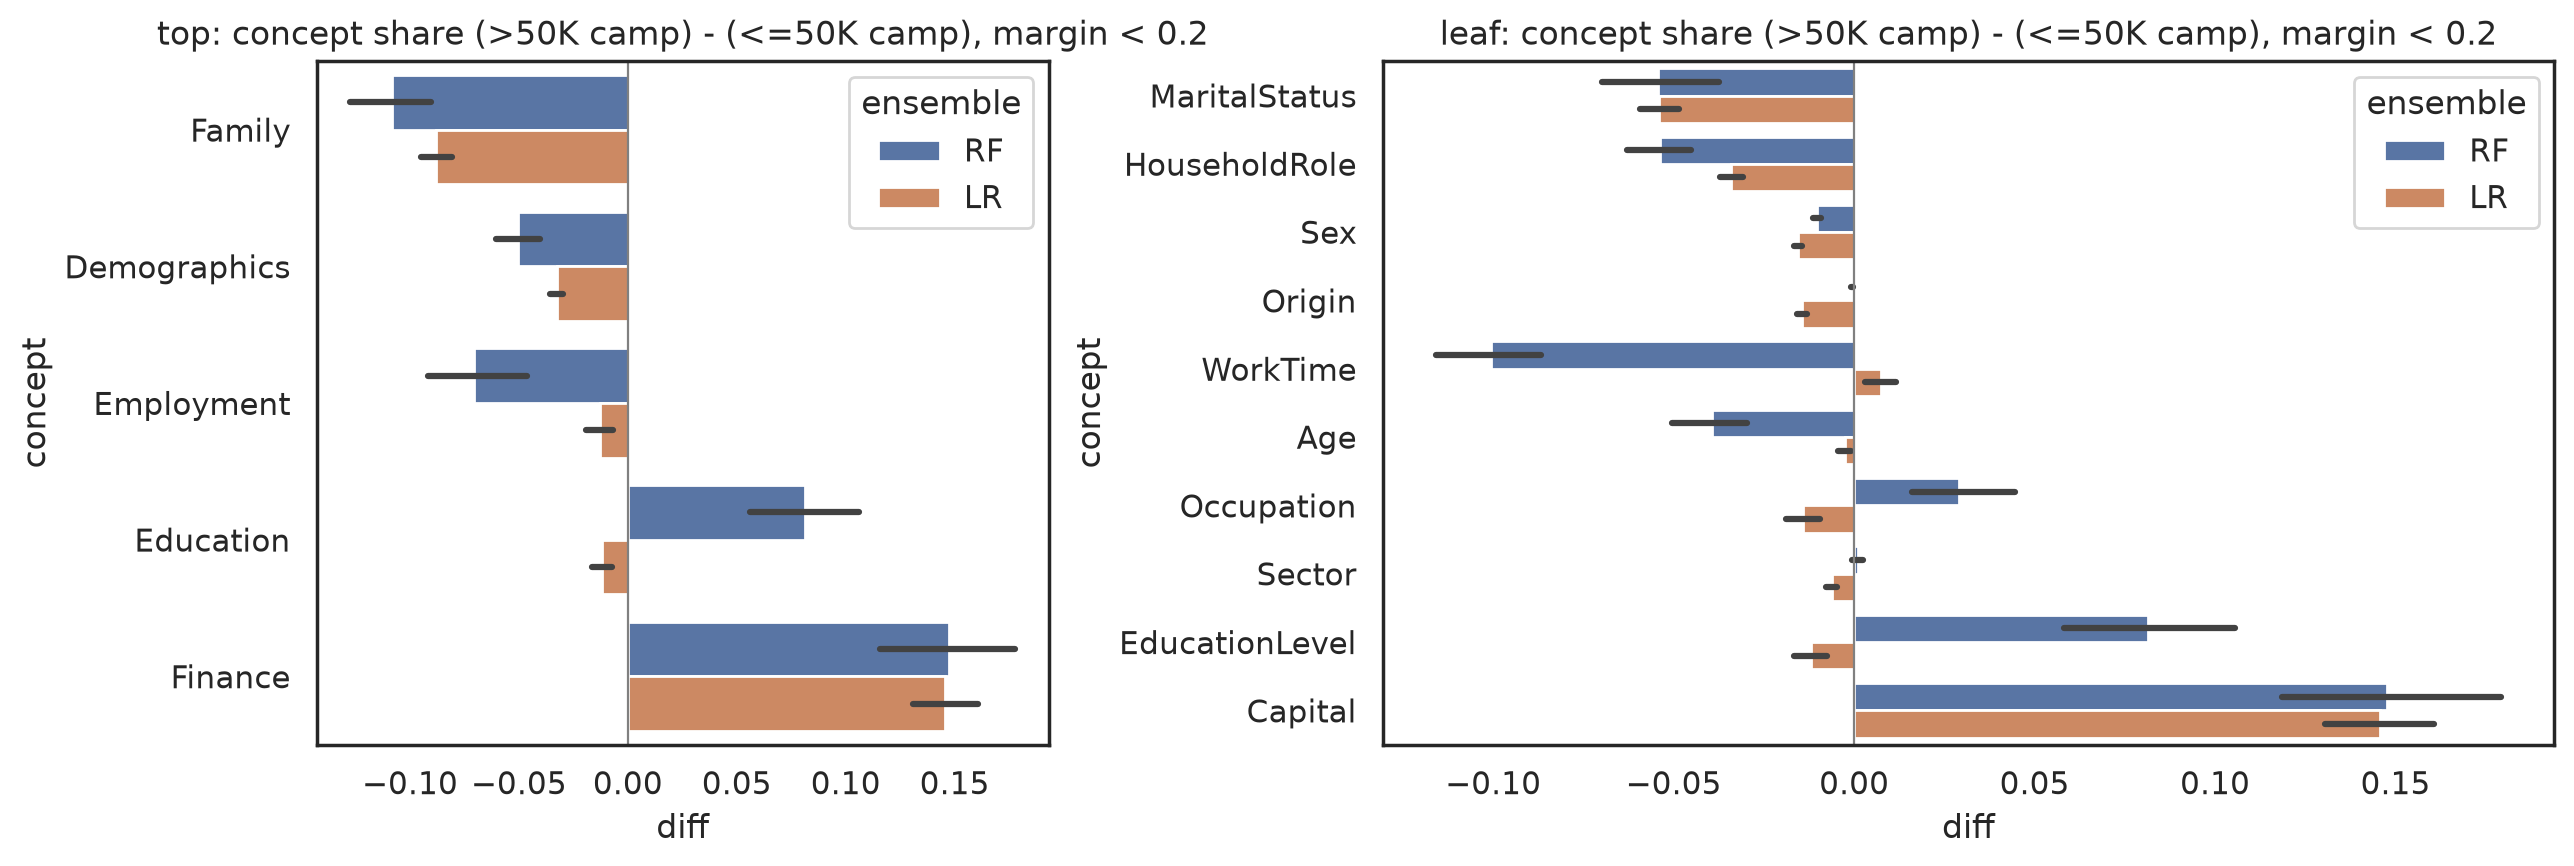 top: concept share (>50K camp) - (<=50K camp), margin < 0.2
concept
Family
Demographics
Employment
Education
Finance
ensemble
RF
LR
−0.10 −0.05 0.00 0.05 0.10 0.15
diff
leaf: concept share (>50K camp) - (<=50K camp), margin < 0.2
concept
MaritalStatus
HouseholdRole
Sex
Origin
WorkTime
Age
Occupation
Sector
EducationLevel
Capital
ensemble
RF
LR
−0.10 −0.05 0.00 0.05 0.10 0.15
diff